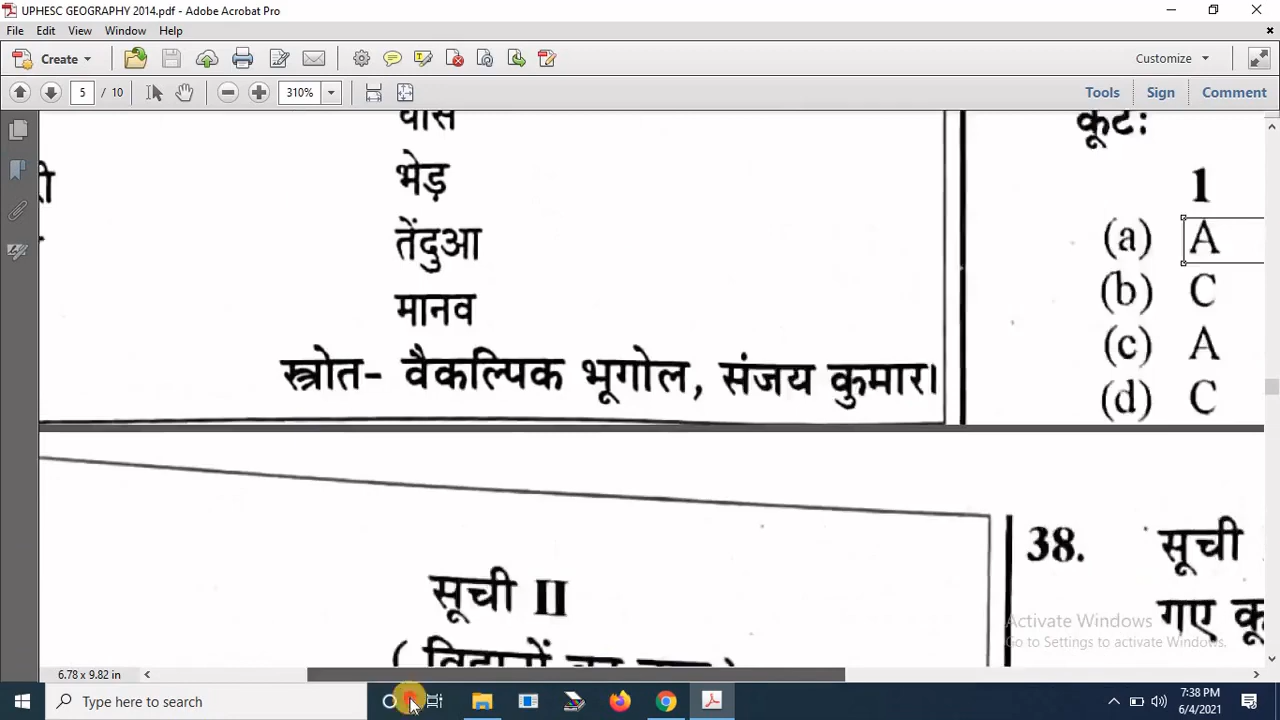 UPHESC GEOGRAPHY 2014.pdf - Adobe Acrobat Pro
File Edit View Window Help
Create
Customize
5 / 10
310%
Tools Sign Comment
घास
भेड़
तेंदुआ
मानव
स्त्रोत- वैकल्पिक भूगोल, संजय कुमार।
कूटः
1
(a) A
(b) C
(c) A
(d) C
सूची II
38. सूची
गए
Activate Windows
Go to Settings to activate Windows.
6.78 x 9.82 in
Type here to search
7:38 PM
6/4/2021